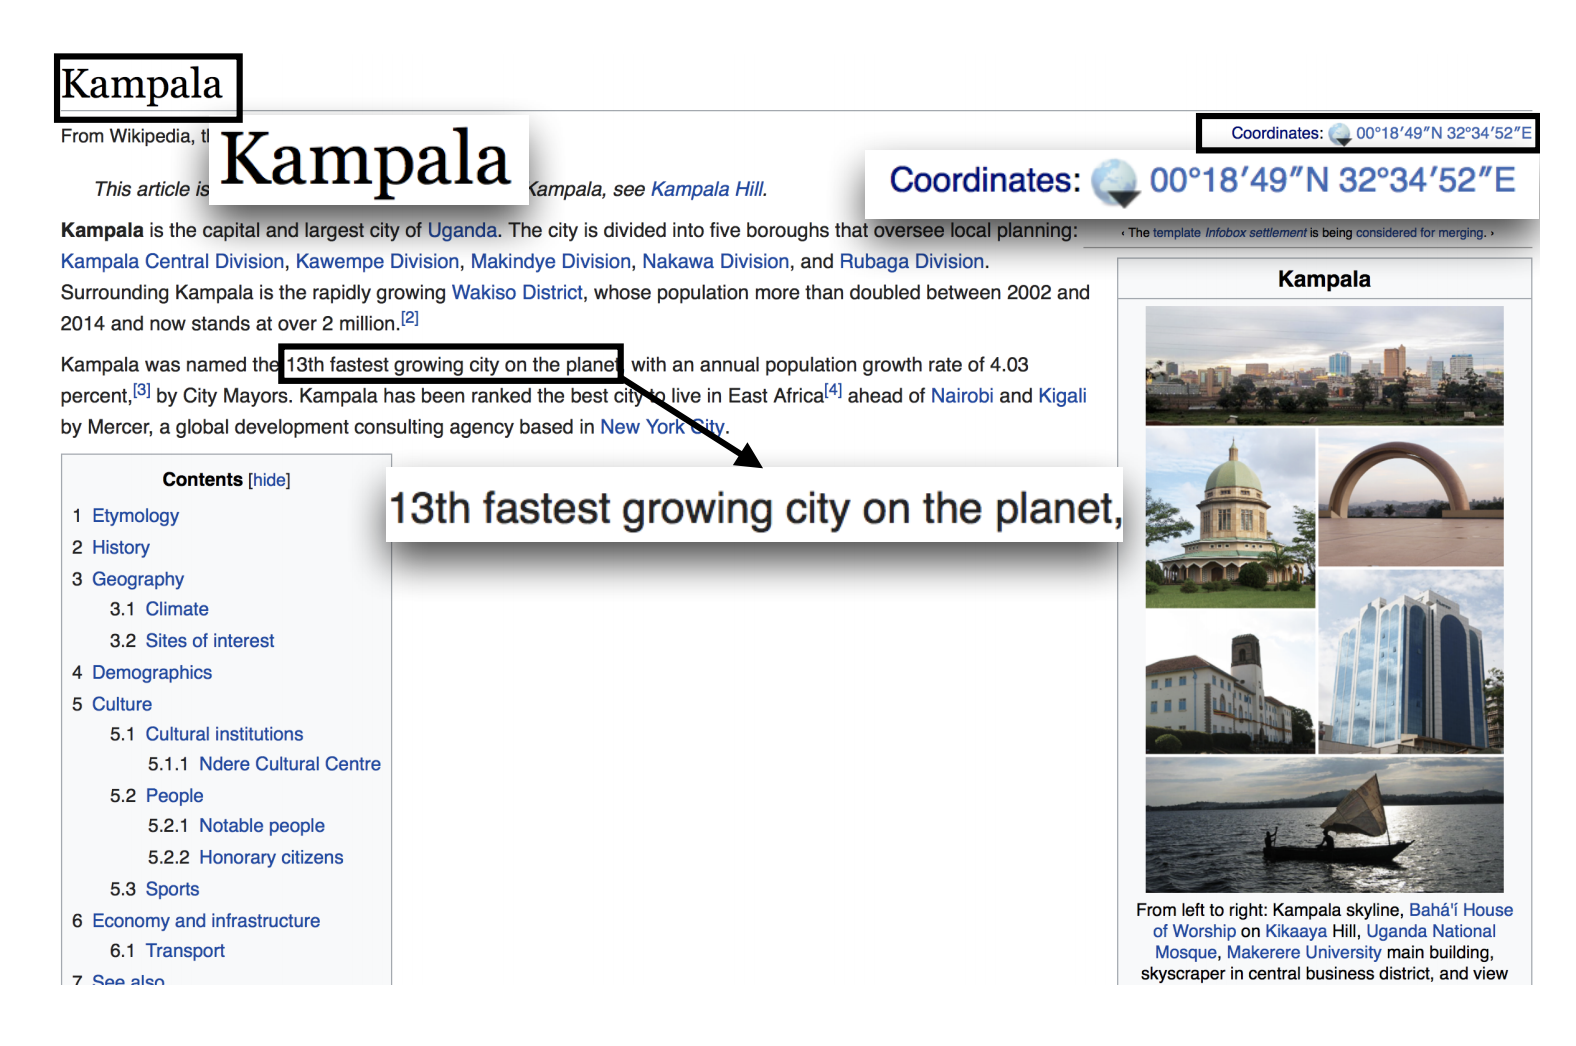 Kampala
From Wikipedia, t
Kampala
Coordinates: 00°18′49″N 32°34′52″E
Coordinates: 00°18′49″N 32°34′52″E
This article is Kampala, see Kampala Hill.
Kampala is the capital and largest city of Uganda. The city is divided into five boroughs that oversee local planning:
Kampala Central Division, Kawempe Division, Makindye Division, Nakawa Division, and Rubaga Division.
Surrounding Kampala is the rapidly growing Wakiso District, whose population more than doubled between 2002 and
2014 and now stands at over 2 million.[2]
Kampala was named the 13th fastest growing city on the planet, with an annual population growth rate of 4.03
percent,[3] by City Mayors. Kampala has been ranked the best city to live in East Africa[4] ahead of Nairobi and Kigali
by Mercer, a global development consulting agency based in New York City.
13th fastest growing city on the planet,
Contents [hide]
1 Etymology
2 History
3 Geography
3.1 Climate
3.2 Sites of interest
4 Demographics
5 Culture
5.1 Cultural institutions
5.1.1 Ndere Cultural Centre
5.2 People
5.2.1 Notable people
5.2.2 Honorary citizens
5.3 Sports
6 Economy and infrastructure
6.1 Transport
7 See also
‹ The template Infobox settlement is being considered for merging. ›
Kampala
From left to right: Kampala skyline, Bahá'í House
of Worship on Kikaaya Hill, Uganda National
Mosque, Makerere University main building,
skyscraper in central business district, and view